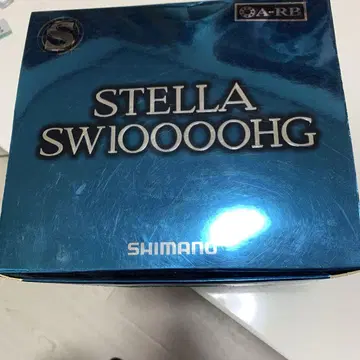 S
A-RB
STELLA
SW10000HG
SHIMANO